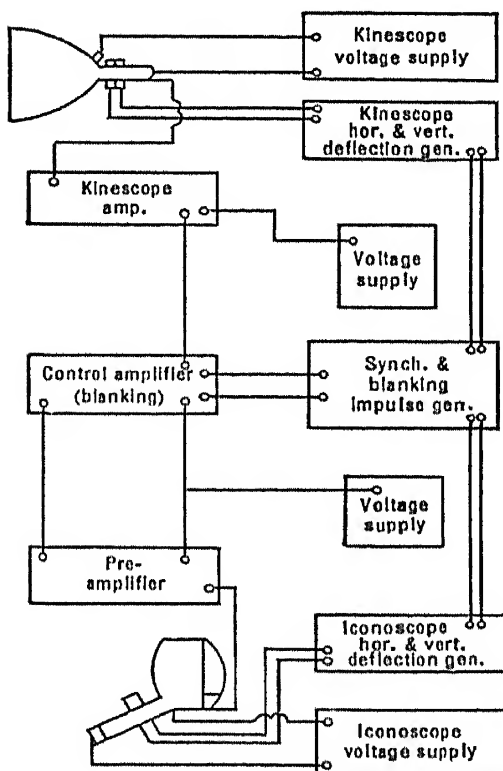 Kinescope
voltage supply
Kinescope
hor. & vert.
deflection gen.
Kinescope
amp.
Voltage
supply
Control amplifier
(blanking)
Synch. &
blanking
impulse gen.
Voltage
supply
Pre-
amplifier
Iconoscope
hor. & vert.
deflection gen.
Iconoscope
voltage supply